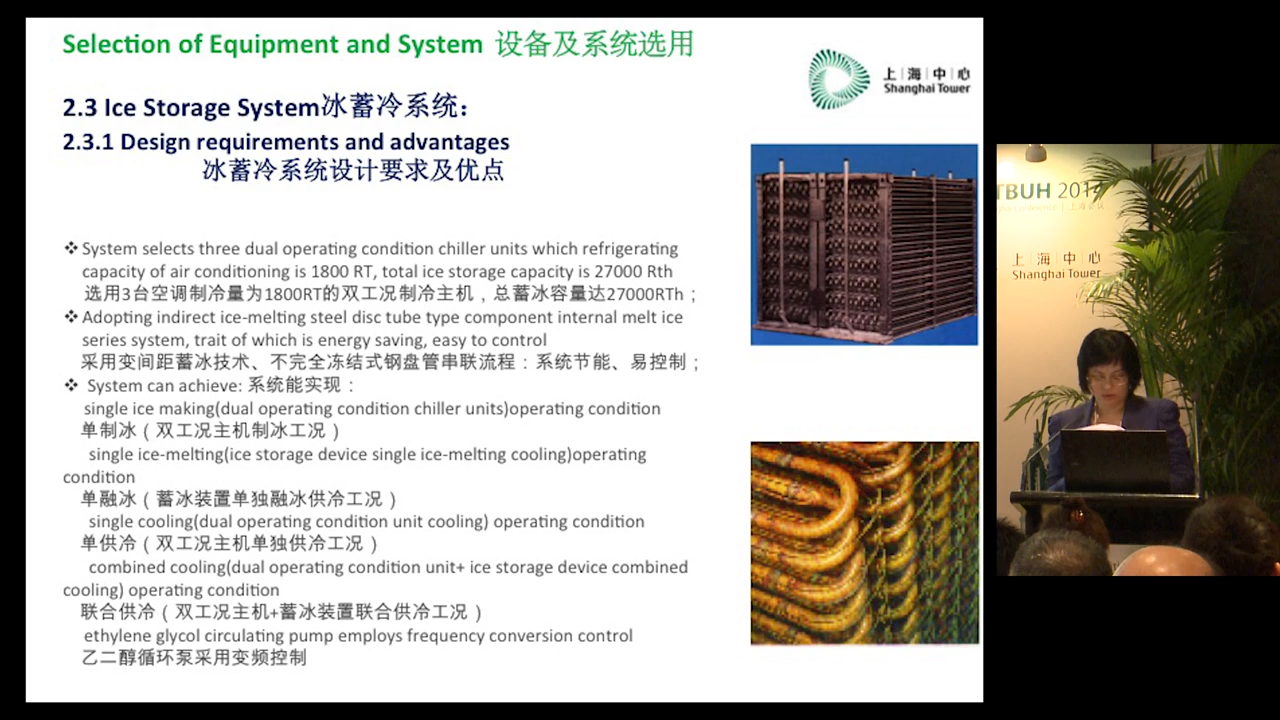 Selection of Equipment and System 设备及系统选用
上海中心
Shanghai Tower
2.3 Ice Storage System冰蓄冷系统：
2.3.1 Design requirements and advantages
冰蓄冷系统设计要求及优点
❖ System selects three dual operating condition chiller units which refrigerating
capacity of air conditioning is 1800 RT, total ice storage capacity is 27000 Rth
选用3台空调制冷量为1800RT的双工况制冷主机，总蓄冰容量达27000RTh；
❖ Adopting indirect ice-melting steel disc tube type component internal melt ice
series system, trait of which is energy saving, easy to control
采用变间距蓄冰技术、不完全冻结式钢盘管串联流程：系统节能、易控制；
❖ System can achieve: 系统能实现：
single ice making(dual operating condition chiller units)operating condition
单制冰（双工况主机制冰工况）
single ice-melting(ice storage device single ice-melting cooling)operating
condition
单融冰（蓄冰装置单独融冰供冷工况）
single cooling(dual operating condition unit cooling) operating condition
单供冷（双工况主机单独供冷工况）
combined cooling(dual operating condition unit+ ice storage device combined
cooling) operating condition
联合供冷（双工况主机+蓄冰装置联合供冷工况）
ethylene glycol circulating pump employs frequency conversion control
乙二醇循环泵采用变频控制
TBUH 2014
上海中心
Shanghai Tower